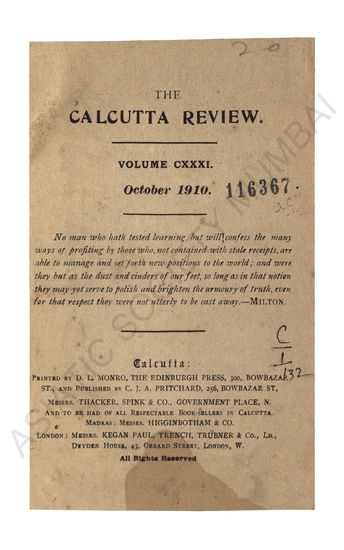 20
THE
CALCUTTA REVIEW.
VOLUME CXXXI.
October 1910.
116367
No man who hath tested learning but will confess the many
ways of profiting by those who, not contained with stale receipts, are
able to manage and set forth new positions to the world; and were
they but as the dust and cinders of our feet, so long as in that notion
they may yet serve to polish and brighten the armoury of truth, even
for that respect they were not utterly to be cast away.—MILTON.
C
1
132
Calcutta:
PRINTED BY D. L. MONRO, THE EDINBURGH PRESS, 300, BOWBAZAR
ST., AND PUBLISHED BY C. J. A. PRITCHARD, 256, BOWBAZAR ST.
MESSRS. THACKER, SPINK & CO., GOVERNMENT PLACE, N.
AND TO BE HAD OF ALL RESPECTABLE BOOK-SELLERS IN CALCUTTA.
MADRAS: MESSRS. HIGGINBOTHAM & CO.
LONDON: MESSRS. KEGAN PAUL, TRENCH, TRÜBNER & CO., LD.,
DRYDEN HOUSE, 43, GERARD STREET, LONDON, W.
All Rights Reserved
ASIATIC SOCIETY MUMBAI